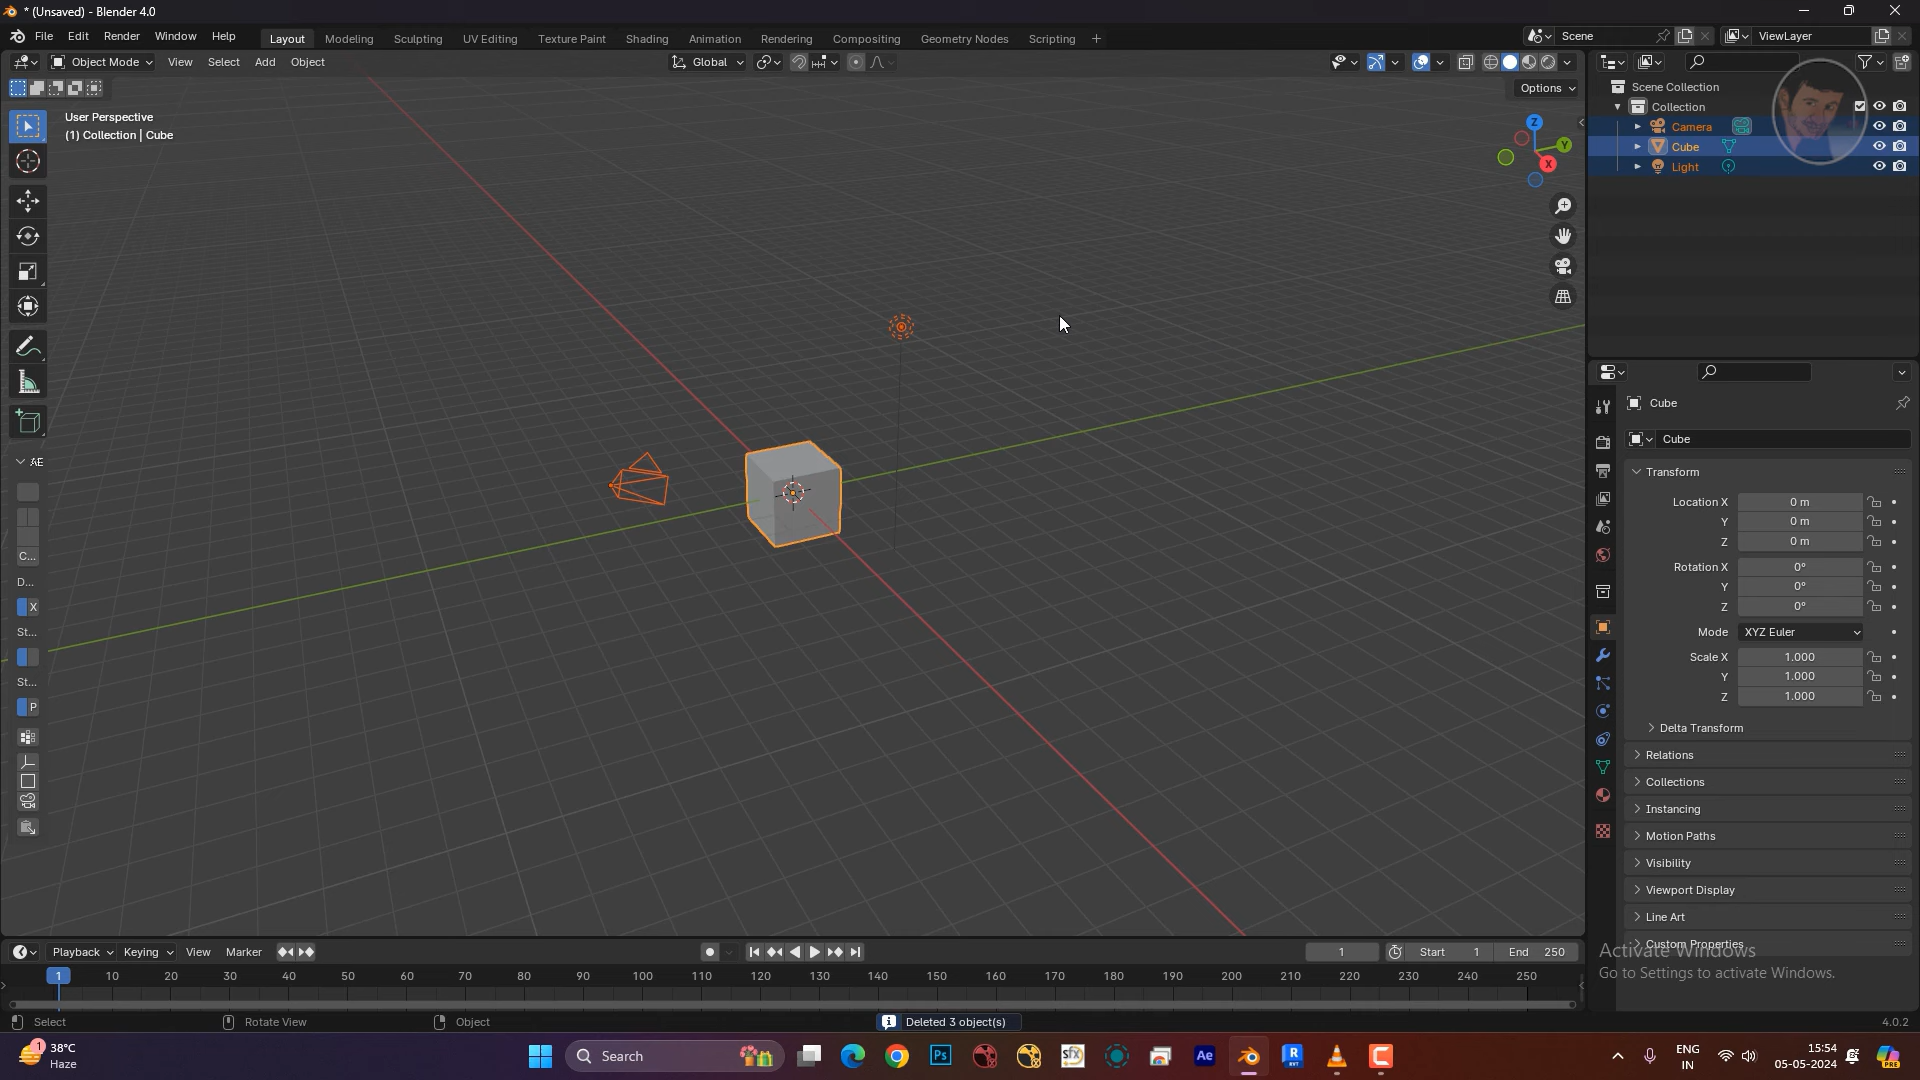 * (Unsaved) - Blender 4.0
File Edit Render Window Help
Layout Modeling Sculpting UV Editing Texture Paint Shading Animation Rendering Compositing Geometry Nodes Scripting +
Scene
ViewLayer
Object Mode View Select Add Object
Global
Options
User Perspective
(1) Collection | Cube
Z
Y
X
Scene Collection
Collection
Camera
Cube
Light
AE
C...
D...
X
St...
St...
P
Cube
Cube
Transform
Location X 0 m
Y 0 m
Z 0 m
Rotation X 0°
Y 0°
Z 0°
Mode XYZ Euler
Scale X 1.000
Y 1.000
Z 1.000
Delta Transform
Relations
Collections
Instancing
Motion Paths
Visibility
Viewport Display
Line Art
Custom Properties
Activate Windows
Go to Settings to activate Windows.
Playback Keying View Marker
1
Start 1
End 250
1 10 20 30 40 50 60 70 80 90 100 110 120 130 140 150 160 170 180 190 200 210 220 230 240 250
Select
Rotate View
Object
Deleted 3 object(s)
4.0.2
1
38°C
Haze
Search
Ps
sfx
Ae
R
RVT
ENG
IN
15:54
05-05-2024
PRE